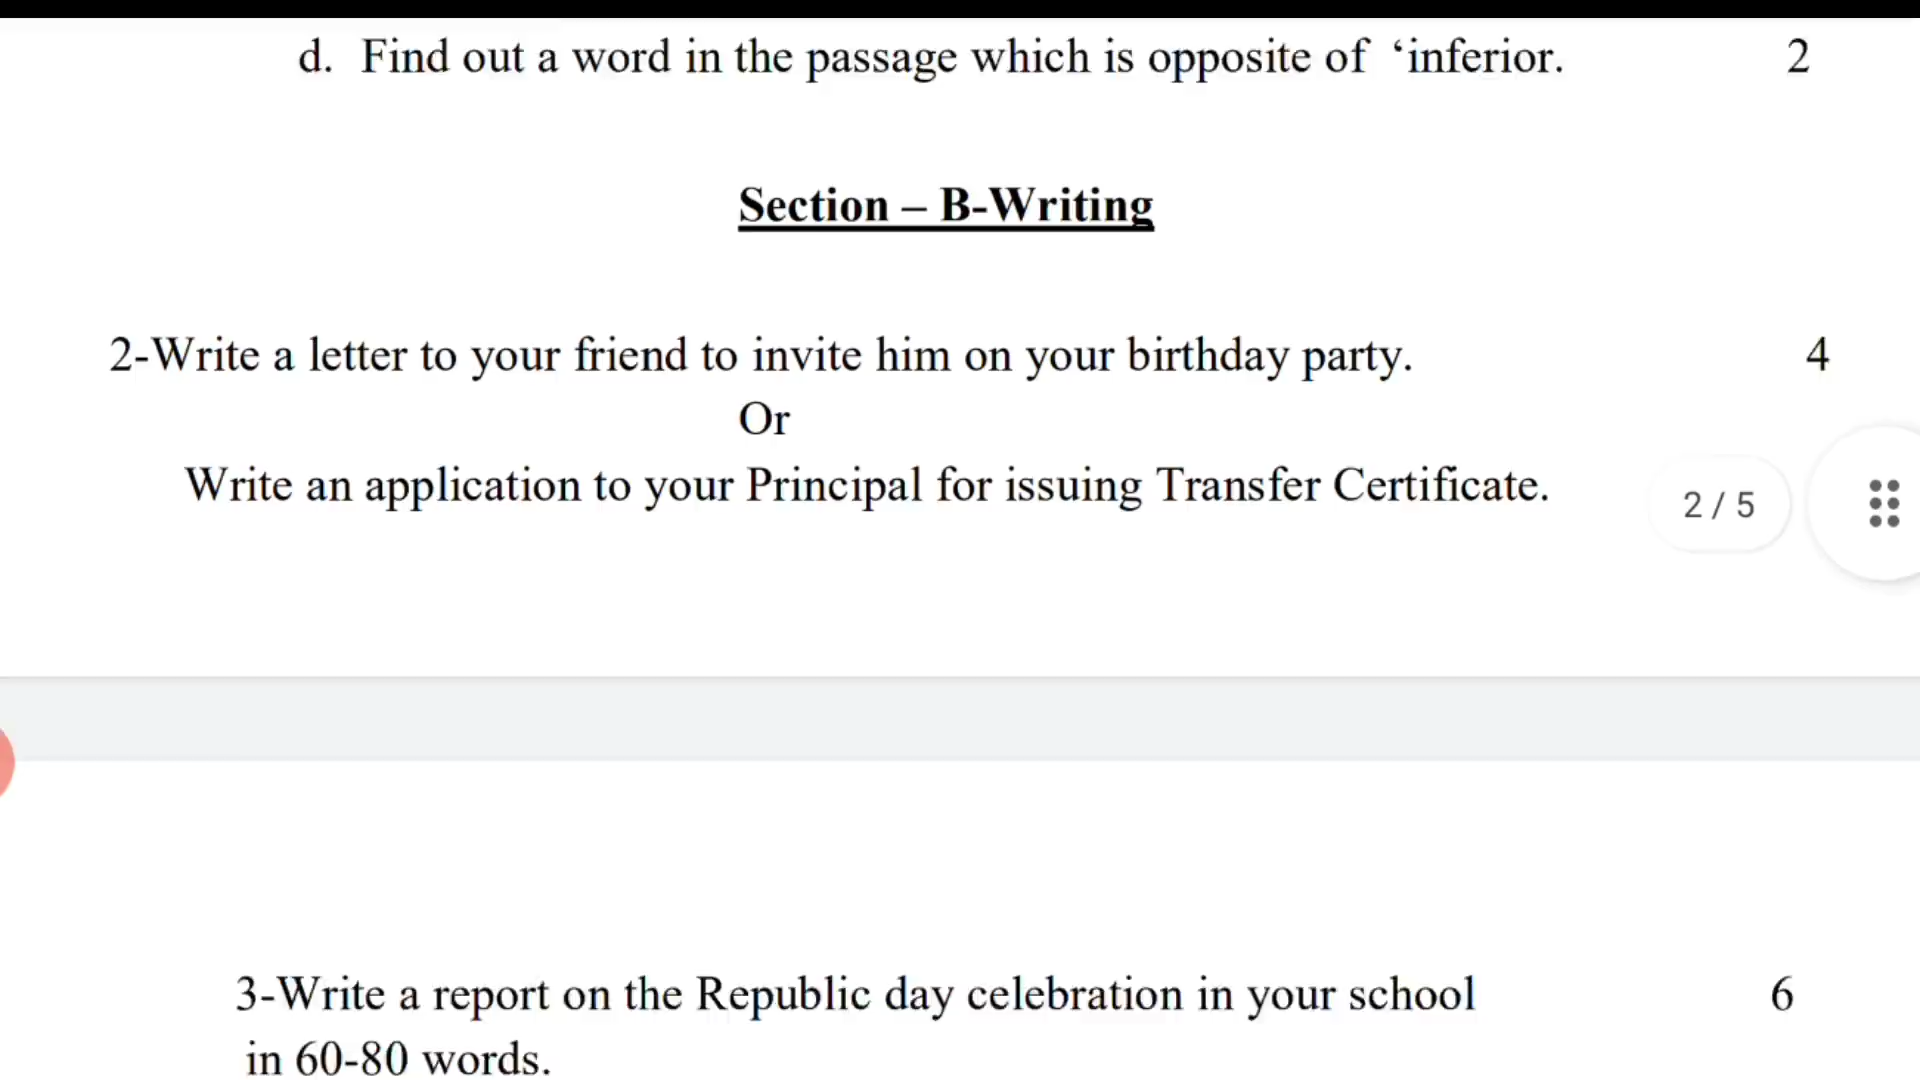 d. Find out a word in the passage which is opposite of ‘inferior. 2
Section – B-Writing
2-Write a letter to your friend to invite him on your birthday party. 4
Or
Write an application to your Principal for issuing Transfer Certificate.
2 / 5
3-Write a report on the Republic day celebration in your school 6
in 60-80 words.